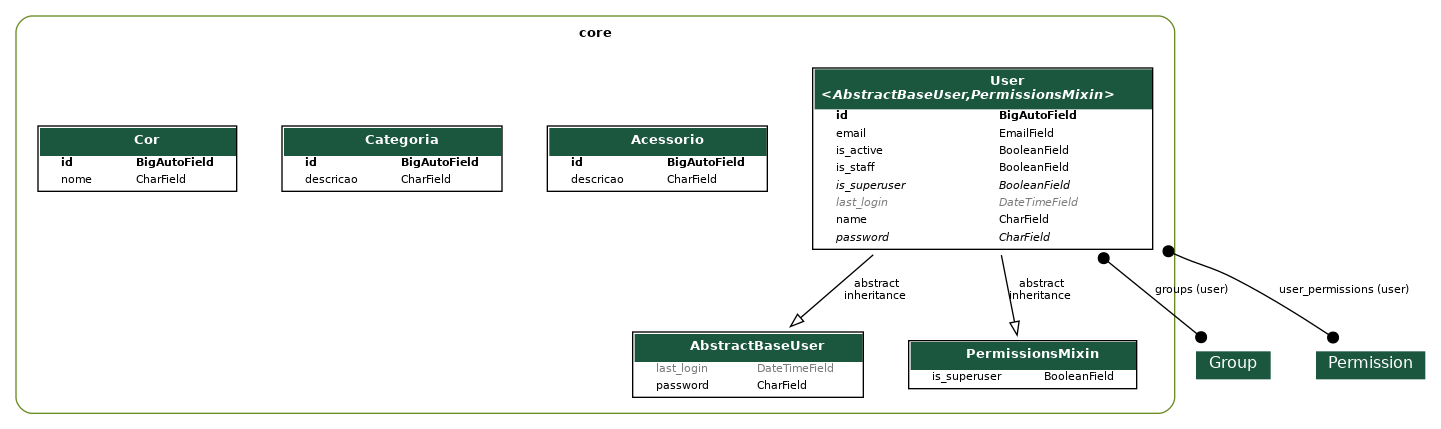 core
User
<AbstractBaseUser,PermissionsMixin>
id BigAutoField
email EmailField
is_active BooleanField
is_staff BooleanField
is_superuser BooleanField
last_login DateTimeField
name CharField
password CharField
Cor
id BigAutoField
nome CharField
Categoria
id BigAutoField
descricao CharField
Acessorio
id BigAutoField
descricao CharField
abstract
inheritance
abstract
inheritance
groups (user)
user_permissions (user)
AbstractBaseUser
last_login DateTimeField
password CharField
PermissionsMixin
is_superuser BooleanField
Group
Permission